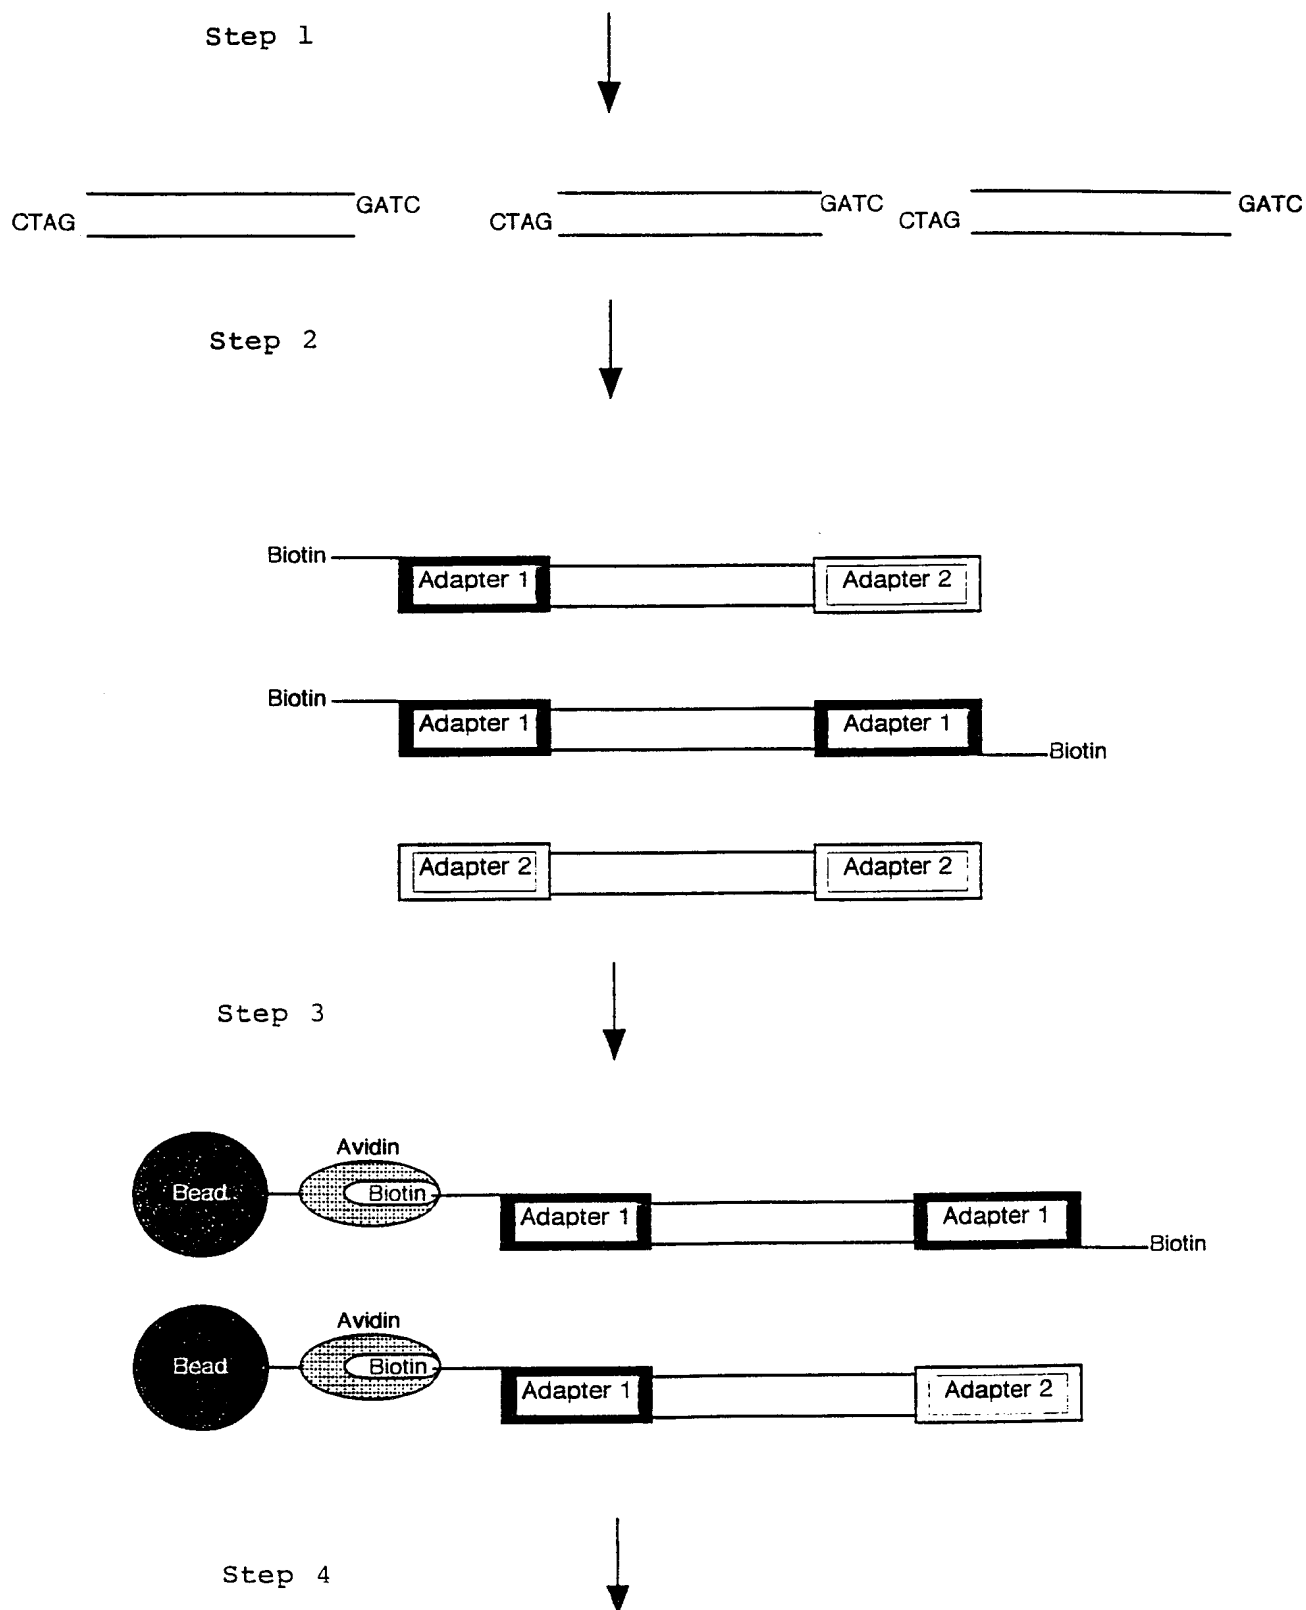 Step 1
GATC GATC GATC
CTAG CTAG CTAG
Step 2
Biotin
Adapter 1 Adapter 2
Biotin
Adapter 1 Adapter 1
Biotin
Adapter 2 Adapter 2
Step 3
Avidin
Bead Biotin
Adapter 1 Adapter 1
Biotin
Avidin
Bead Biotin
Adapter 1 Adapter 2
Step 4